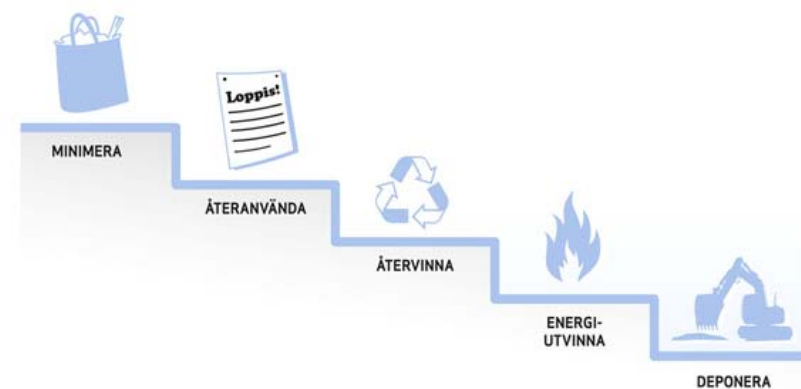 MINIMERA
Loppis!
ÅTERANVÄNDA
ÅTERVINNA
ENERGI-
UTVINNA
DEPONERA